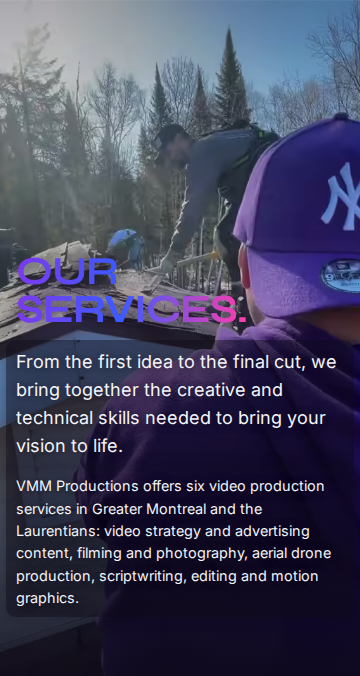 OUR
SERVICES.
From the first idea to the final cut, we
bring together the creative and
technical skills needed to bring your
vision to life.
VMM Productions offers six video production
services in Greater Montreal and the
Laurentians: video strategy and advertising
content, filming and photography, aerial drone
production, scriptwriting, editing and motion
graphics.
NY